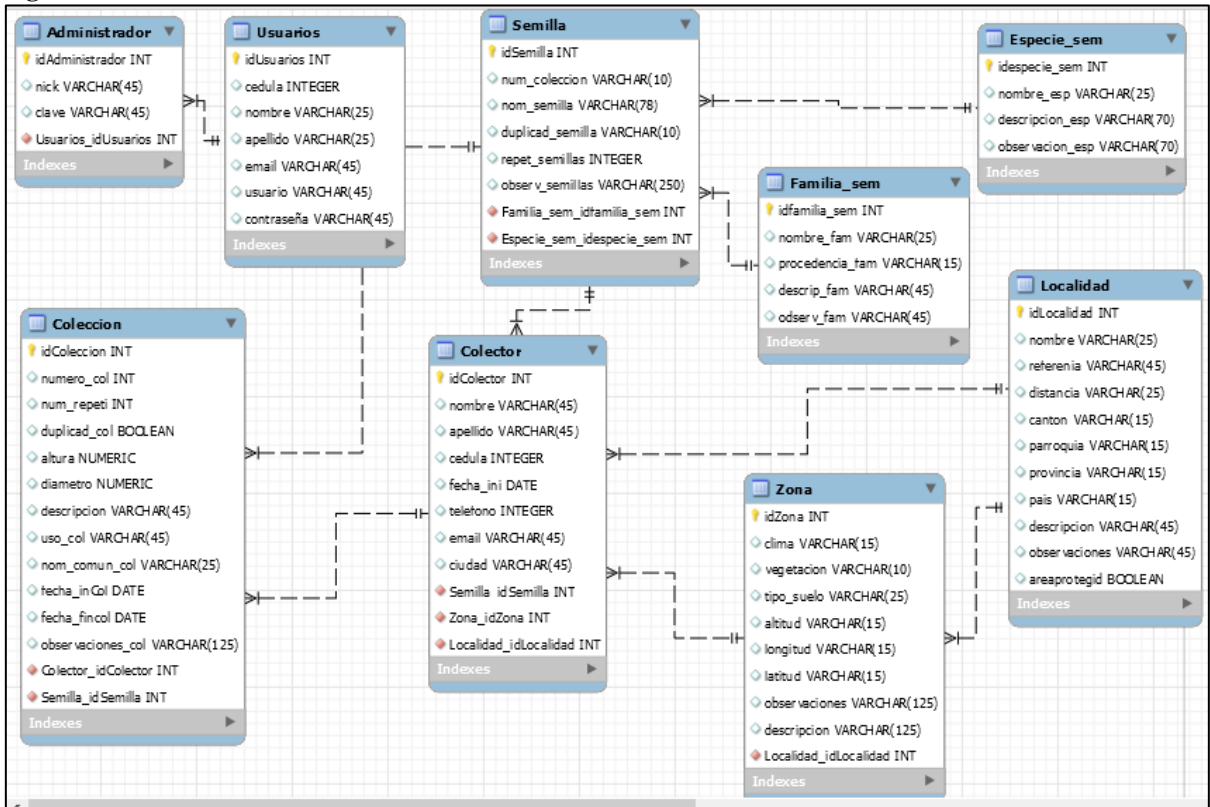 Administrador
idAdministrador INT
nick VARCHAR(45)
clave VARCHAR(45)
Usuarios_idUsuarios INT
Indexes
Usuarios
idUsuarios INT
cedula INTEGER
nombre VARCHAR(25)
apellido VARCHAR(25)
email VARCHAR(45)
usuario VARCHAR(45)
contraseña VARCHAR(45)
Indexes
Semilla
idSemilla INT
num_coleccion VARCHAR(10)
nom_semilla VARCHAR(78)
duplicad_semilla VARCHAR(10)
repet_semillas INTEGER
observ_semillas VARCHAR(250)
Familia_sem_idfamilia_sem INT
Especie_sem_idespecie_sem INT
Indexes
Especie_sem
idespecie_sem INT
nombre_esp VARCHAR(25)
descripcion_esp VARCHAR(70)
observacion_esp VARCHAR(70)
Indexes
Familia_sem
idfamilia_sem INT
nombre_fam VARCHAR(25)
procedencia_fam VARCHAR(15)
descrip_fam VARCHAR(45)
odserv_fam VARCHAR(45)
Indexes
Localidad
idLocalidad INT
nombre VARCHAR(25)
referenia VARCHAR(45)
distancia VARCHAR(25)
canton VARCHAR(15)
parroquia VARCHAR(15)
provincia VARCHAR(15)
pais VARCHAR(15)
descripcion VARCHAR(45)
observaciones VARCHAR(45)
areaprotegid BOOLEAN
Indexes
Coleccion
idColeccion INT
numero_col INT
num_repeti INT
duplicad_col BOOLEAN
altura NUMERIC
diametro NUMERIC
descripcion VARCHAR(45)
uso_col VARCHAR(45)
nom_comun_col VARCHAR(25)
fecha_inCol DATE
fecha_fincol DATE
observaciones_col VARCHAR(125)
Colector_idColector INT
Semilla_idSemilla INT
Indexes
Colector
idColector INT
nombre VARCHAR(45)
apellido VARCHAR(45)
cedula INTEGER
fecha_ini DATE
telefono INTEGER
email VARCHAR(45)
ciudad VARCHAR(45)
Semilla_idSemilla INT
Zona_idZona INT
Localidad_idLocalidad INT
Indexes
Zona
idZona INT
clima VARCHAR(15)
vegetacion VARCHAR(10)
tipo_suelo VARCHAR(25)
altitud VARCHAR(15)
longitud VARCHAR(15)
latitud VARCHAR(15)
observaciones VARCHAR(125)
descripcion VARCHAR(125)
Localidad_idLocalidad INT
Indexes